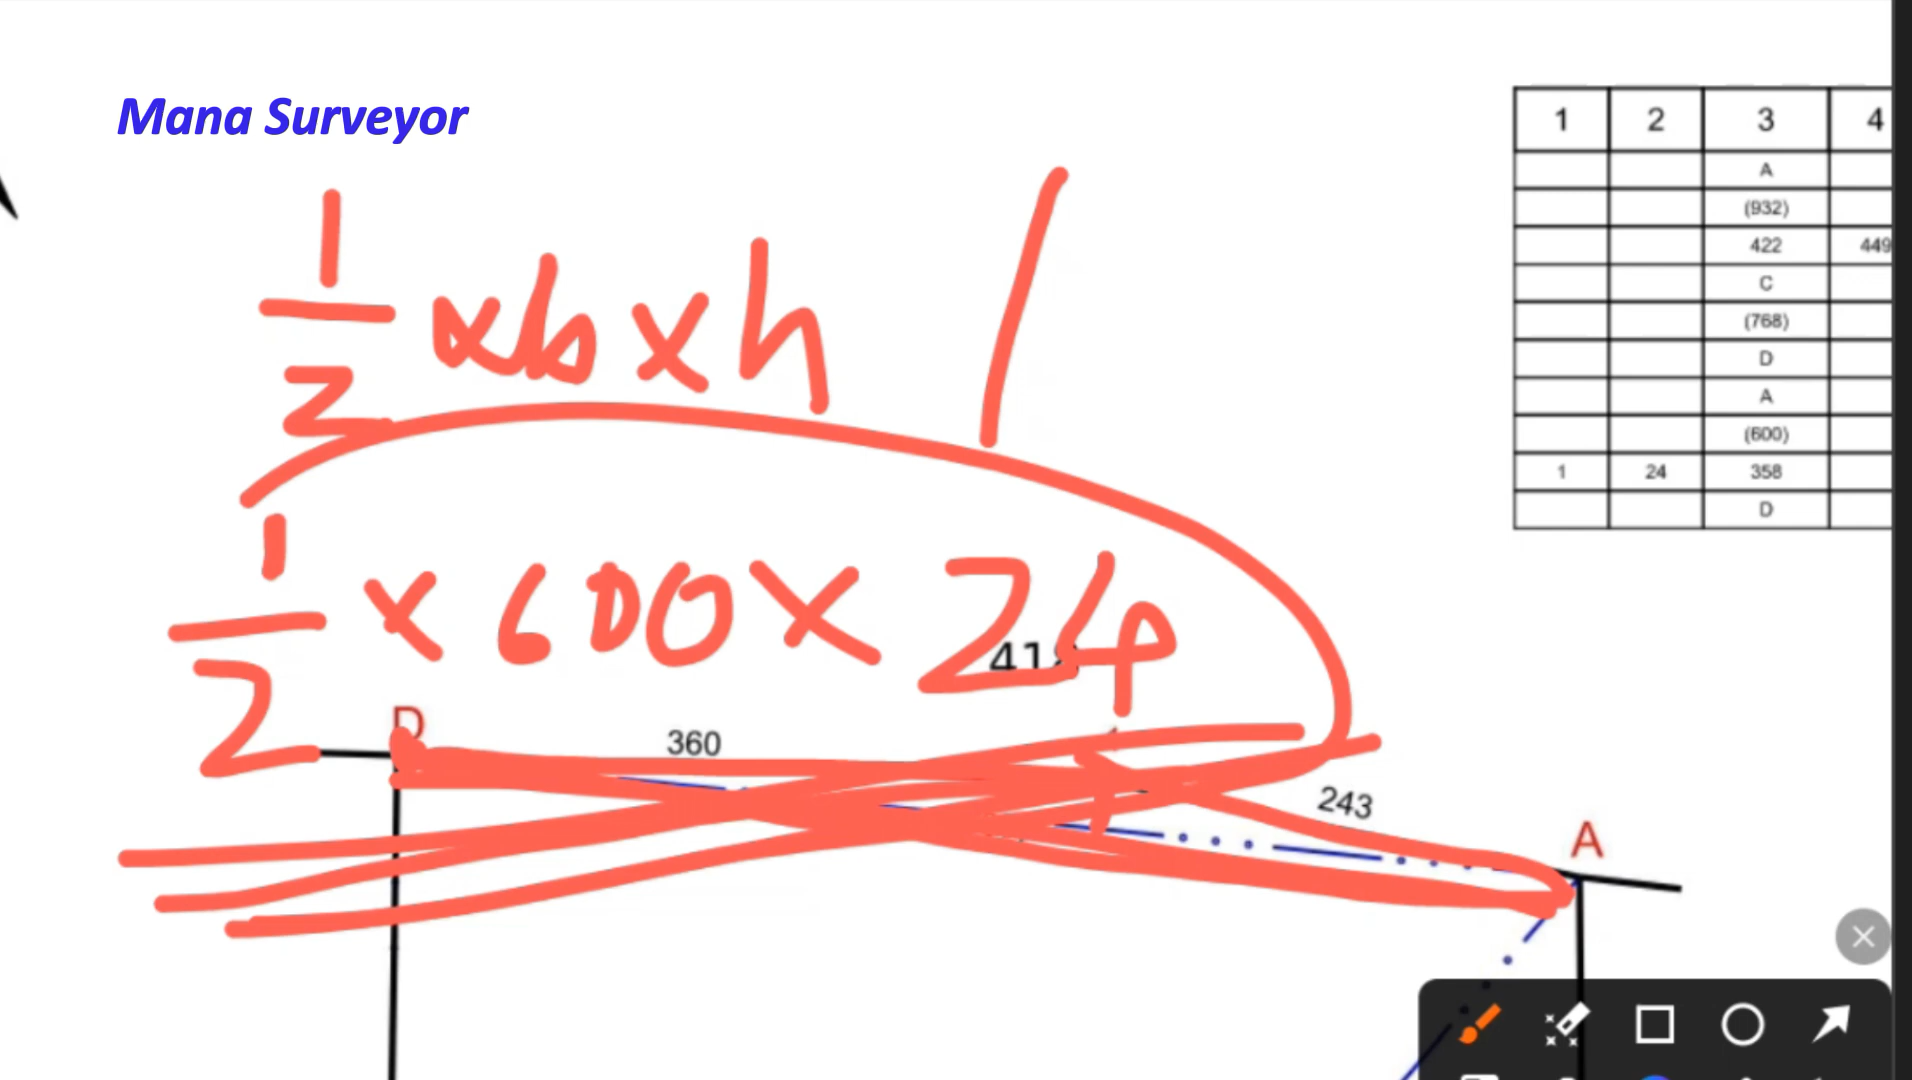 Mana Surveyor
1 2 3 4
A
(932)
422 449
C
(768)
D
A
(600)
1 24 358
D
1/2 x b x h
1/2 x 600 x 24
D
360
243
A